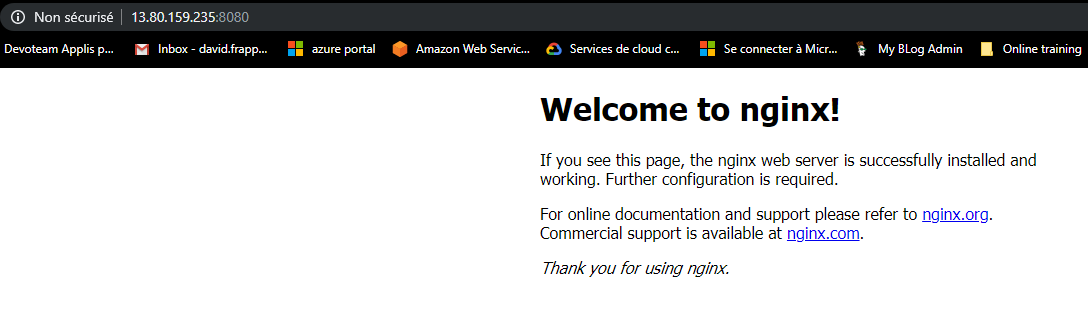 Non sécurisé | 13.80.159.235:8080
Devoteam Applis p... Inbox - david.frapp... azure portal Amazon Web Servic... Services de cloud c... Se connecter à Micr... My BLog Admin Online training
Welcome to nginx!
If you see this page, the nginx web server is successfully installed and
working. Further configuration is required.
For online documentation and support please refer to nginx.org.
Commercial support is available at nginx.com.
Thank you for using nginx.